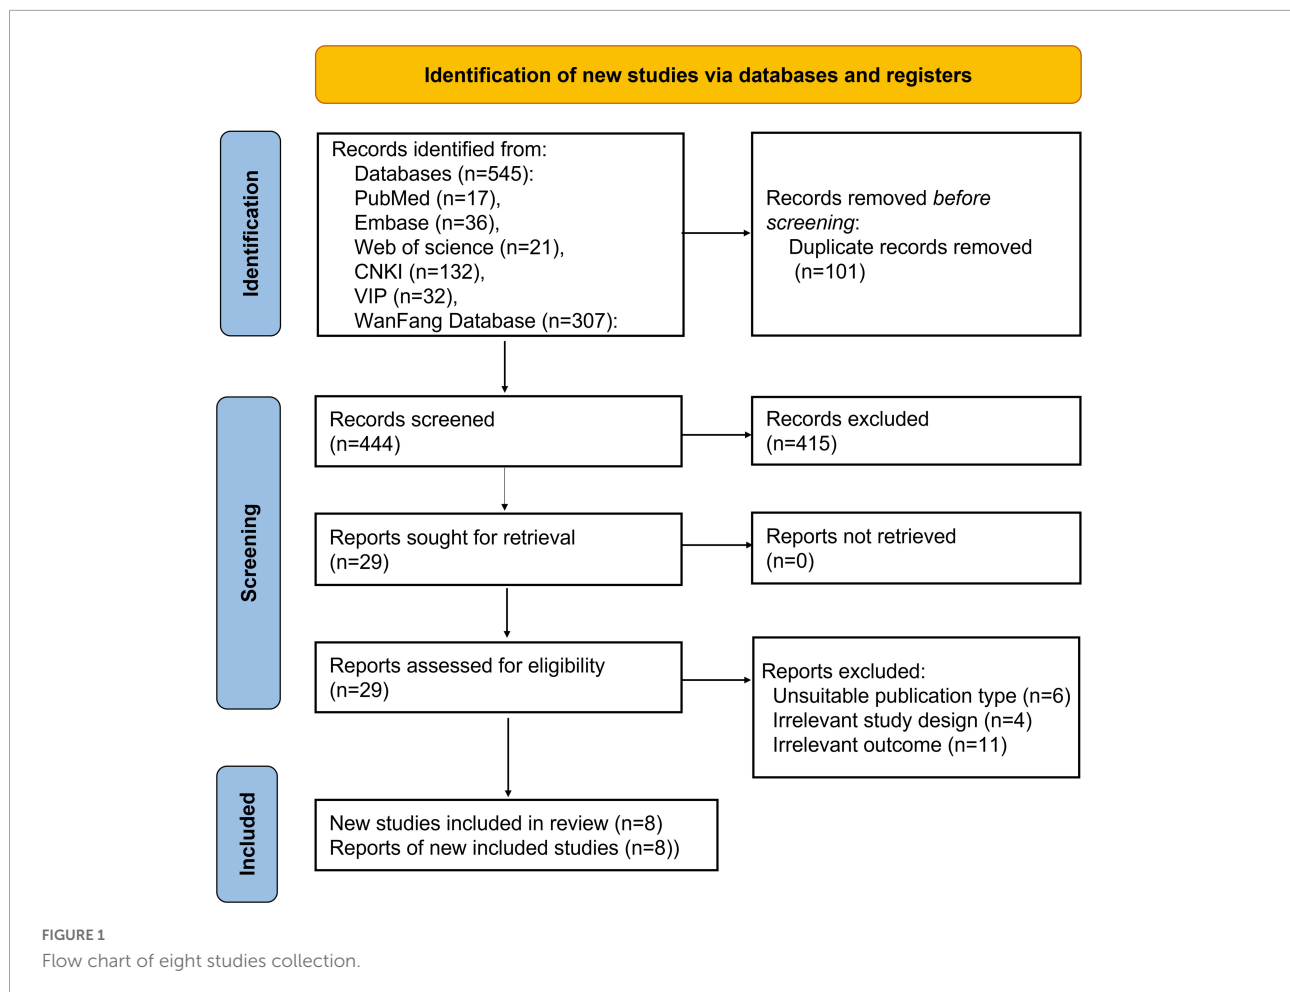 Identification of new studies via databases and registers
Identification
Records identified from:
Databases (n=545):
PubMed (n=17),
Embase (n=36),
Web of science (n=21),
CNKI (n=132),
VIP (n=32),
WanFang Database (n=307):
Records removed before
screening:
Duplicate records removed
(n=101)
Screening
Records screened
(n=444)
Records excluded
(n=415)
Reports sought for retrieval
(n=29)
Reports not retrieved
(n=0)
Reports assessed for eligibility
(n=29)
Reports excluded:
Unsuitable publication type (n=6)
Irrelevant study design (n=4)
Irrelevant outcome (n=11)
Included
New studies included in review (n=8)
Reports of new included studies (n=8))
FIGURE 1
Flow chart of eight studies collection.